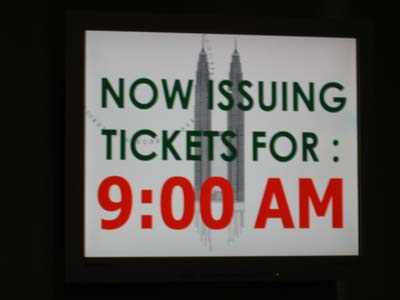 NOW ISSUING
TICKETS FOR :
9:00 AM